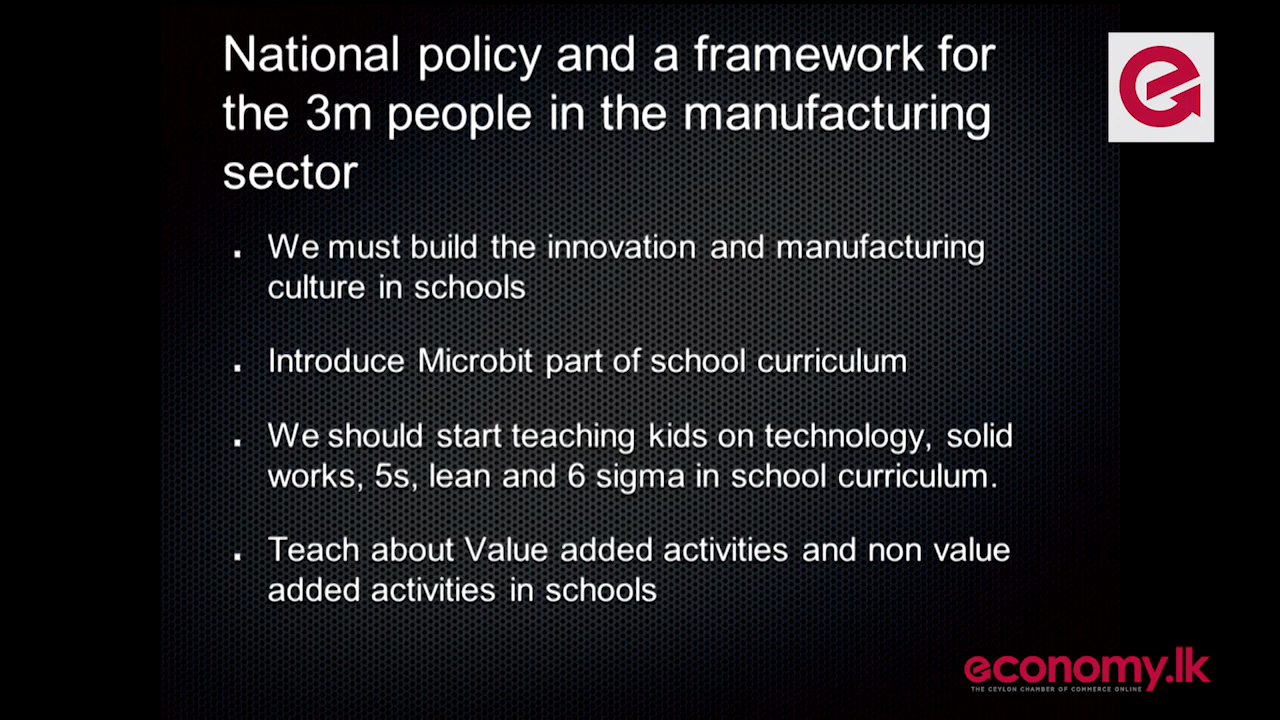 National policy and a framework for
the 3m people in the manufacturing
sector
. We must build the innovation and manufacturing
culture in schools
. Introduce Microbit part of school curriculum
. We should start teaching kids on technology, solid
works, 5s, lean and 6 sigma in school curriculum.
. Teach about Value added activities and non value
added activities in schools
economy.lk
THE CEYLON CHAMBER OF COMMERCE ONLINE